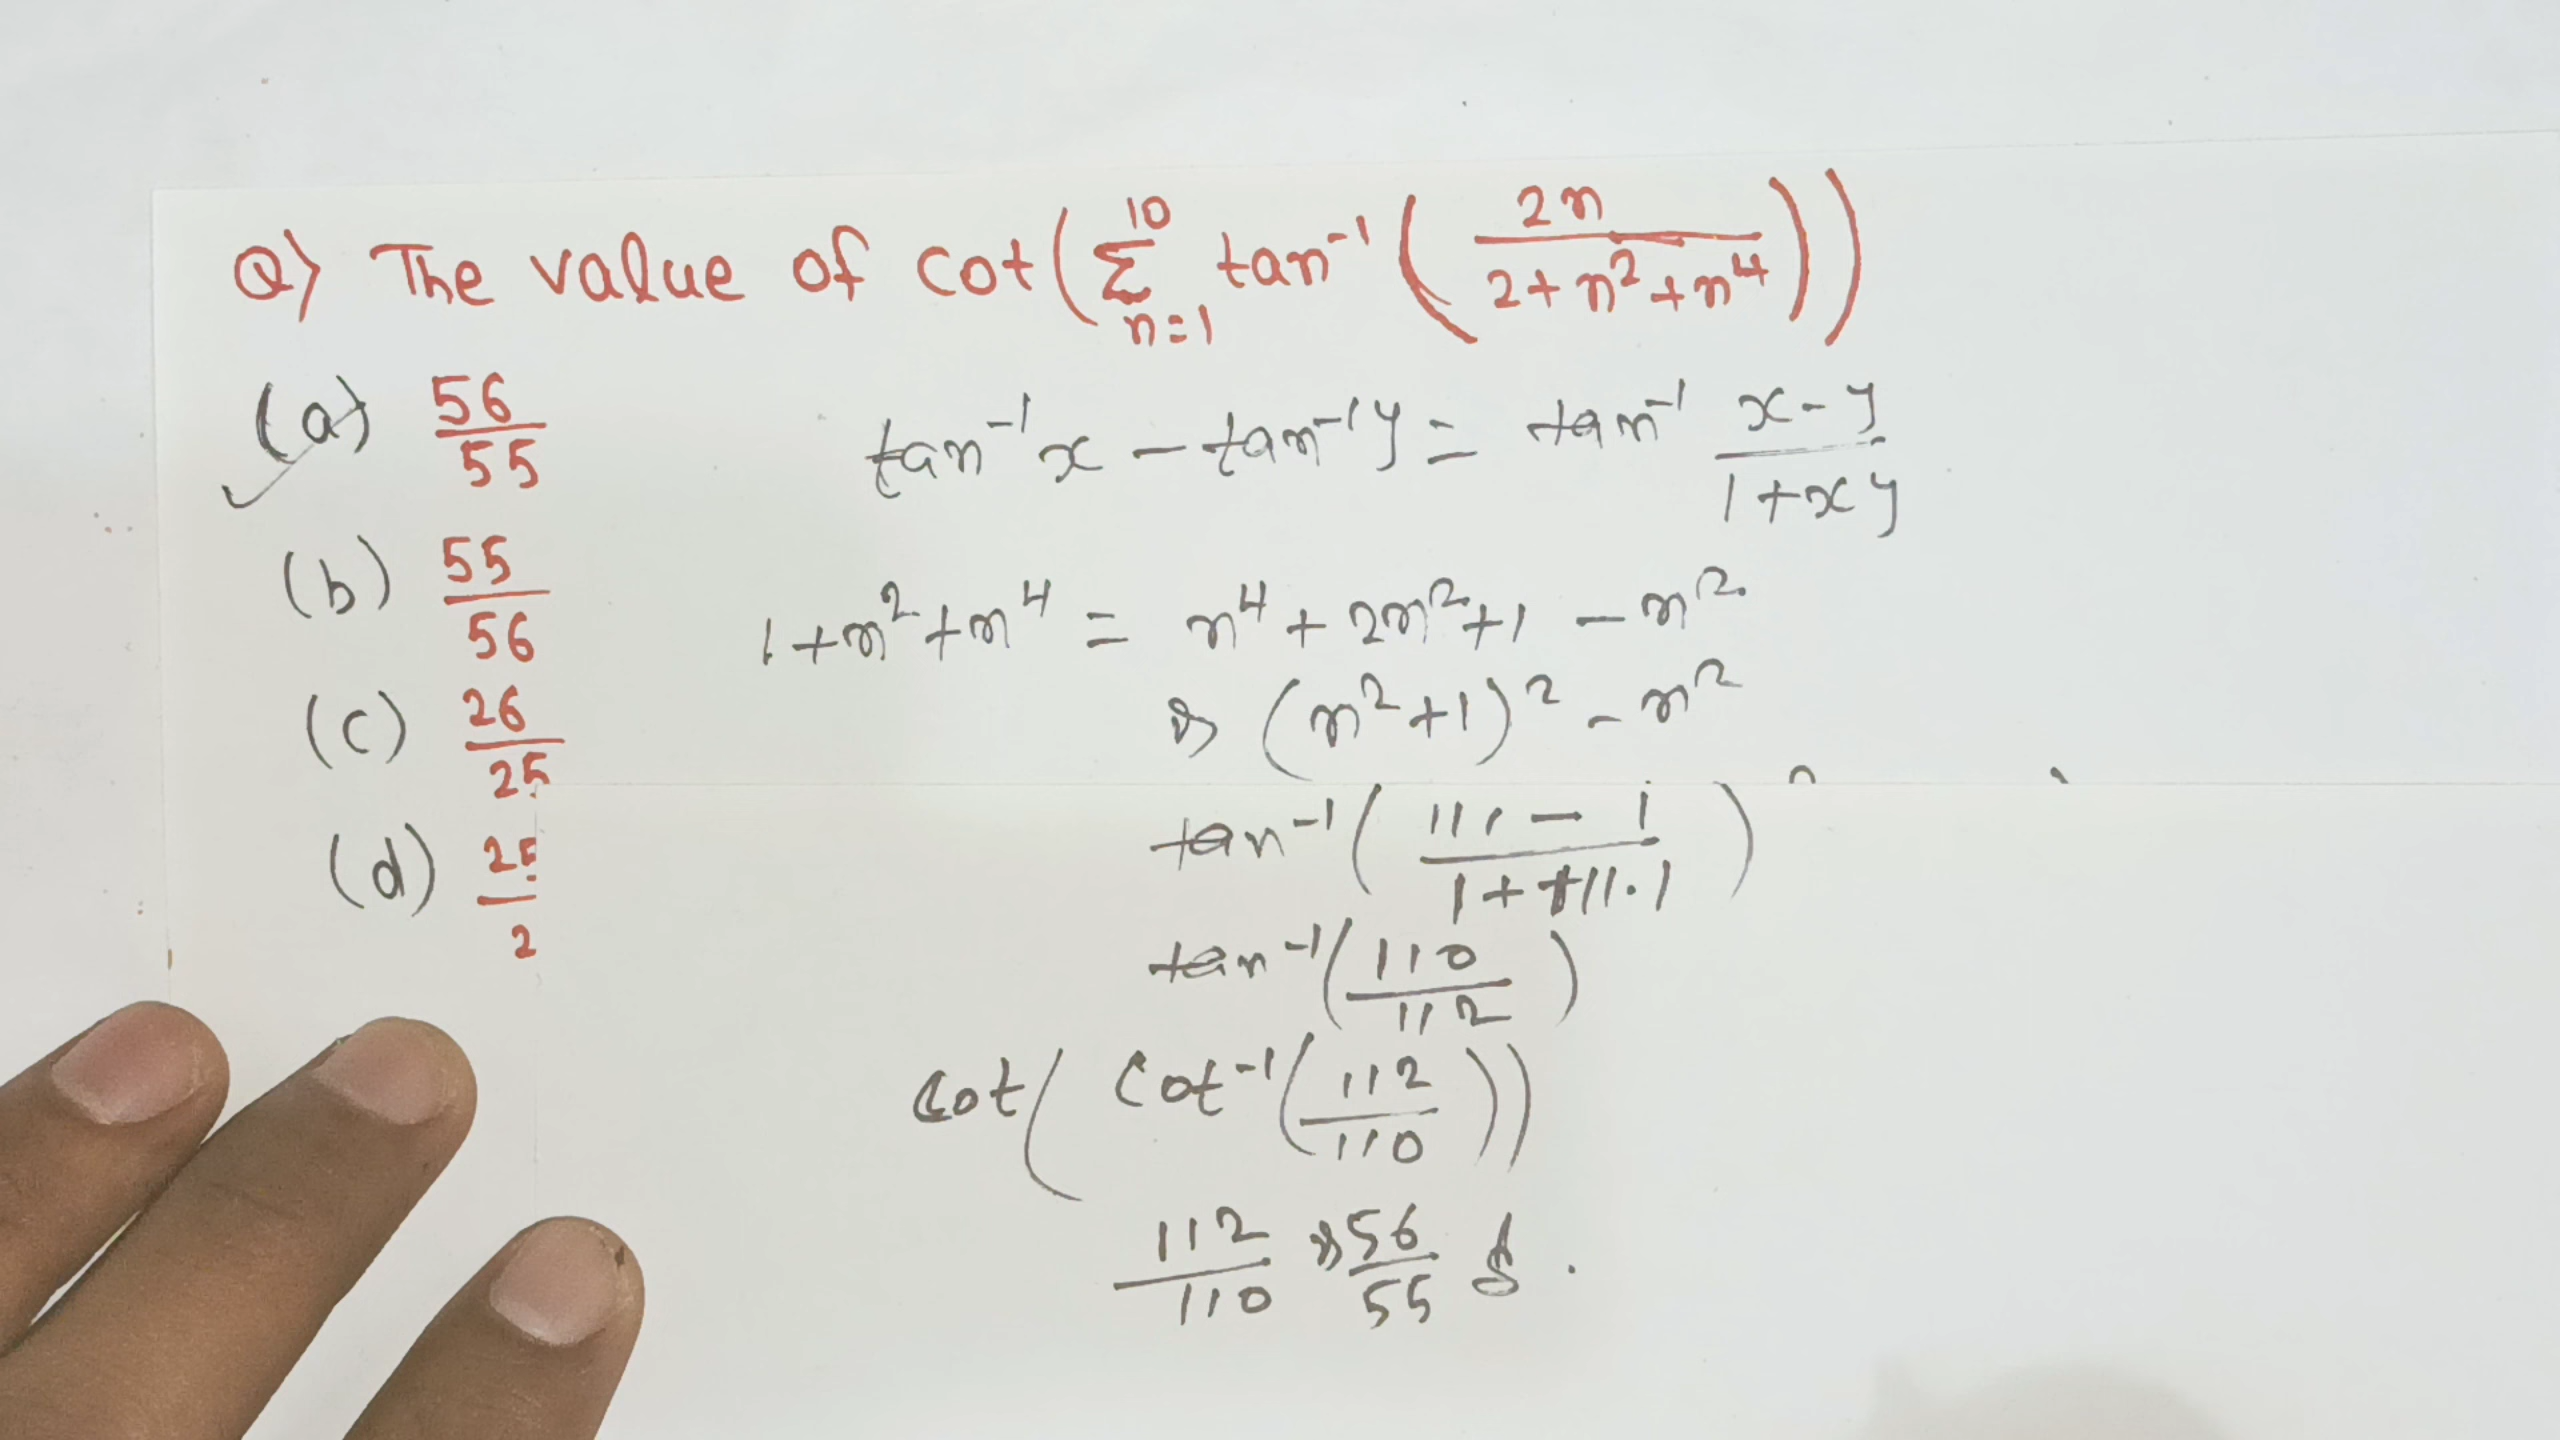 Q) The value of cot(Σ_{n=1}^{10} tan⁻¹(2n/(2+n²+n⁴)))
(a) 56/55
(b) 55/56
(c) 26/25
(d) 25/2
tan⁻¹x - tan⁻¹y = tan⁻¹ (x-y)/(1+xy)
1+n²+n⁴ = n⁴+2n²+1 - n²
⇒ (n²+1)² - n²
tan⁻¹((111-1)/(1+111.1))
tan⁻¹(110/112)
cot(cot⁻¹(112/110))
112/110 ⇒ 56/55